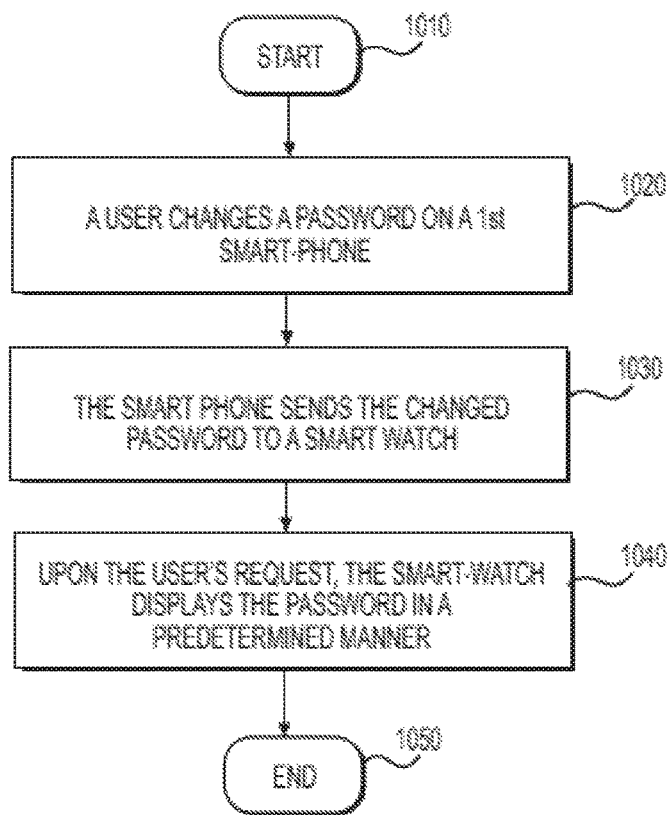 START
1010
A USER CHANGES A PASSWORD ON A 1st
SMART-PHONE
1020
THE SMART PHONE SENDS THE CHANGED
PASSWORD TO A SMART WATCH
1030
UPON THE USER'S REQUEST, THE SMART-WATCH
DISPLAYS THE PASSWORD IN A
PREDETERMINED MANNER
1040
END
1050